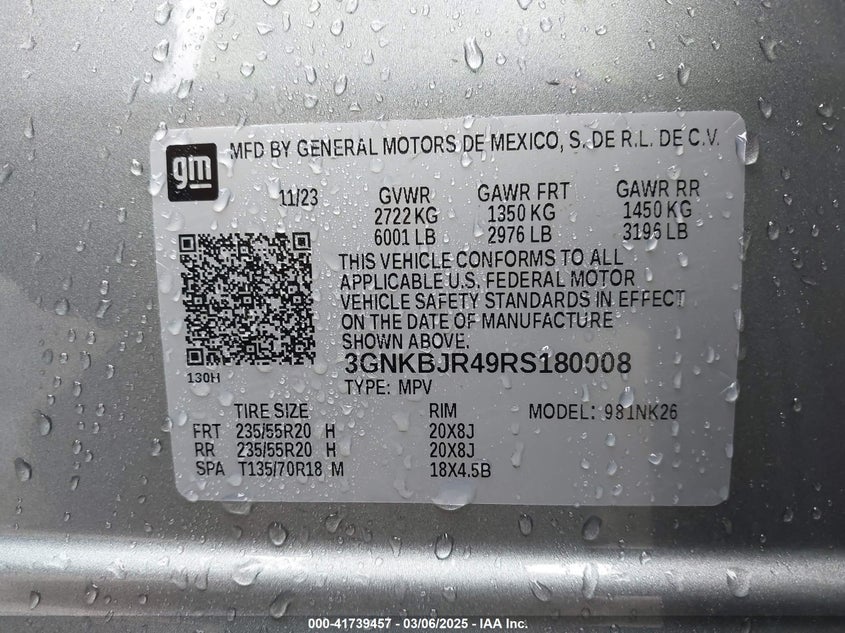 gm
MFD BY GENERAL MOTORS DE MEXICO, S. DE R.L. DE C.V.
11/23 GVWR GAWR FRT GAWR RR
2722 KG 1350 KG 1450 KG
6001 LB 2976 LB 3196 LB
THIS VEHICLE CONFORMS TO ALL
APPLICABLE U.S. FEDERAL MOTOR
VEHICLE SAFETY STANDARDS IN EFFECT
ON THE DATE OF MANUFACTURE
SHOWN ABOVE.
3GNKBJR49RS180008
130H
TYPE: MPV
TIRE SIZE RIM MODEL: 981NK26
FRT 235/55R20 H 20X8J
RR 235/55R20 H 20X8J
SPA T135/70R18 M 18X4.5B
000-41739457 - 03/06/2025 - IAA Inc.